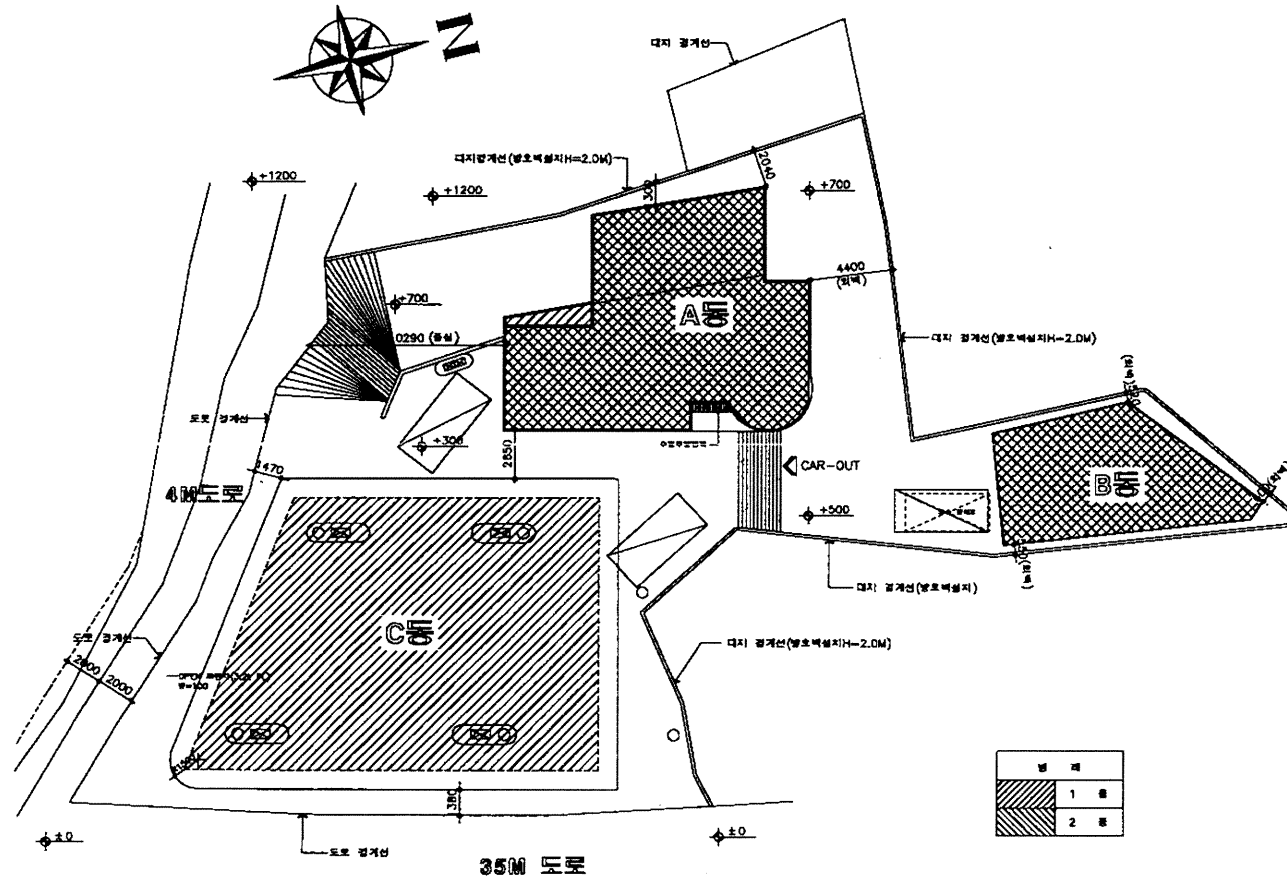 N
대지 경계선
대지경계선(방호벽설치H=2.0M)
+1200
+1200
2040
300
+700
+700
4400
(외벽)
A동
0290 (동실)
대지 경계선(방호벽설치H=2.0M)
도로 경계선
+300
2850
CAR-OUT
B동
1470
4M도로
+500
대지 경계선(방호벽설치)
C동
대지 경계선(방호벽설치H=2.0M)
도로 경계선
2000
2000
380
범 례
1 층
2 층
±0
±0
도로 경계선
35M 도로